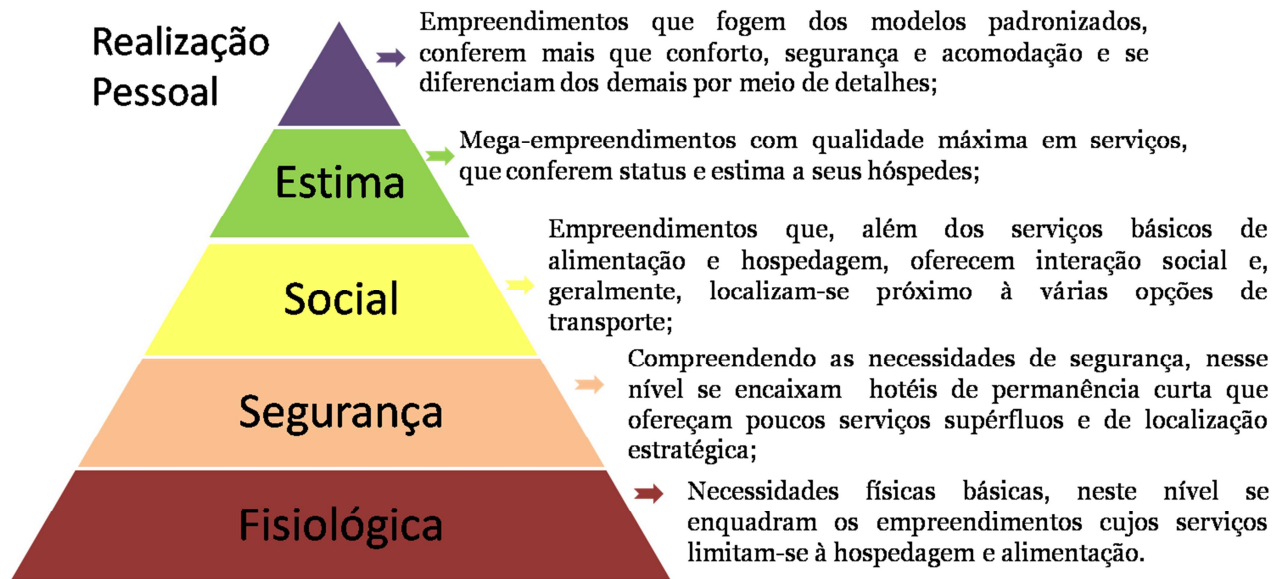 Realização
Pessoal
Empreendimentos que fogem dos modelos padronizados,
conferem mais que conforto, segurança e acomodação e se
diferenciam dos demais por meio de detalhes;
Estima
Mega-empreendimentos com qualidade máxima em serviços,
que conferem status e estima a seus hóspedes;
Social
Empreendimentos que, além dos serviços básicos de
alimentação e hospedagem, oferecem interação social e,
geralmente, localizam-se próximo à várias opções de
transporte;
Segurança
Compreendendo as necessidades de segurança, nesse
nível se encaixam hotéis de permanência curta que
ofereçam poucos serviços supérfluos e de localização
estratégica;
Fisiológica
Necessidades físicas básicas, neste nível se
enquadram os empreendimentos cujos serviços
limitam-se à hospedagem e alimentação.